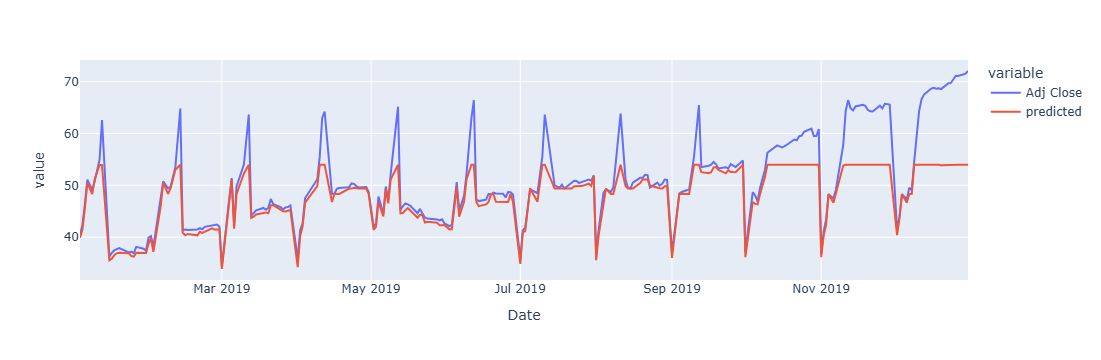 variable
Adj Close
predicted
value
70
60
50
40
Mar 2019
May 2019
Jul 2019
Sep 2019
Nov 2019
Date